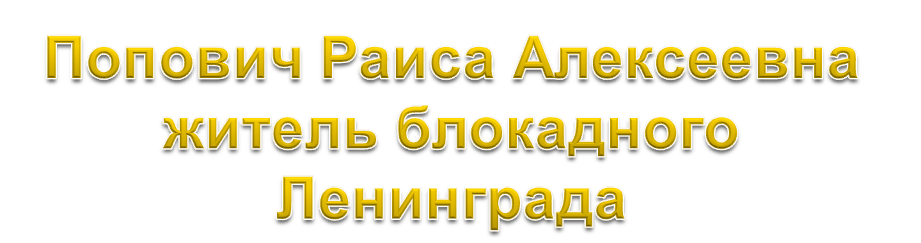 Попович Раиса Алексеевна
житель блокадного
Ленинграда